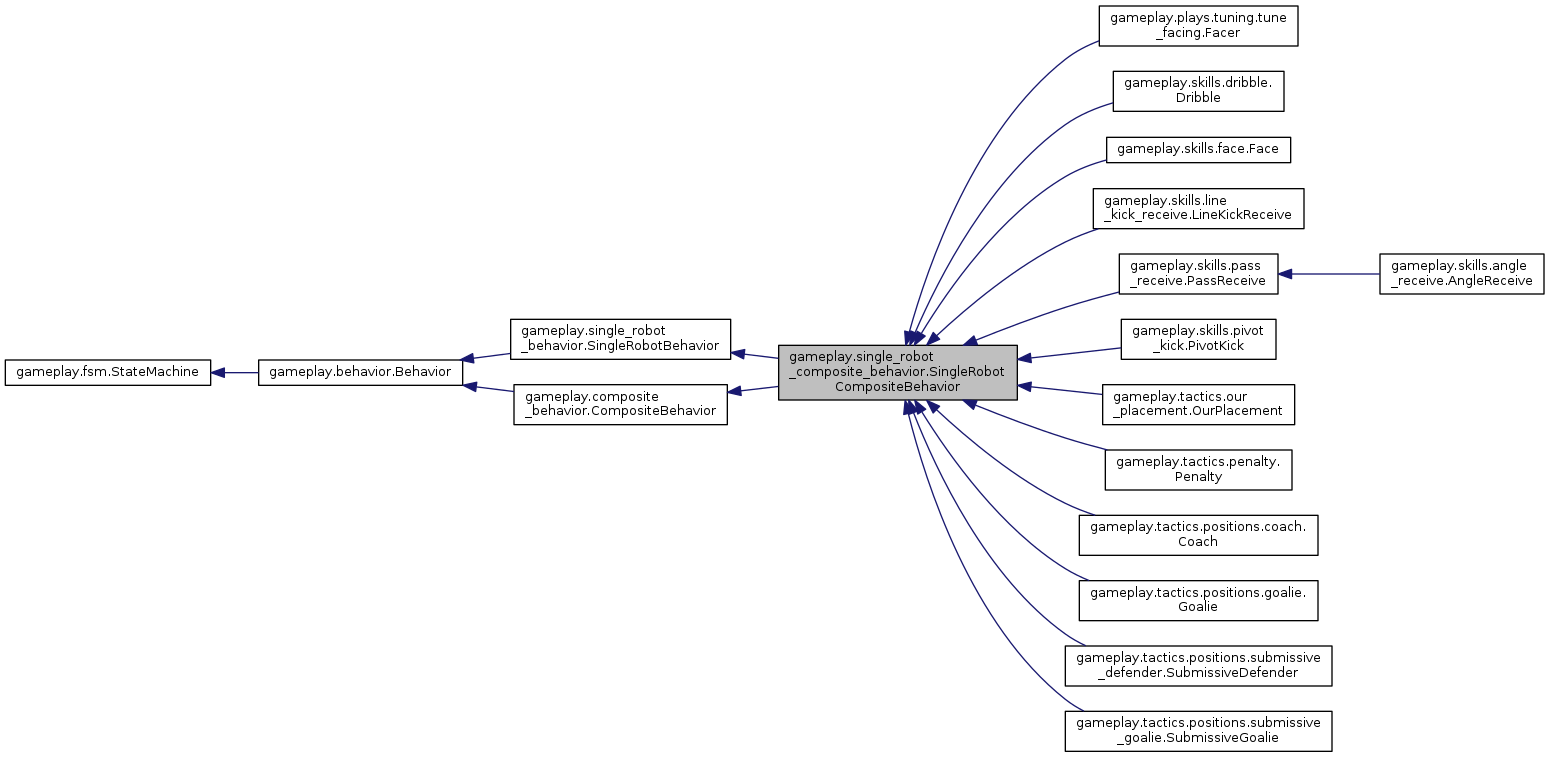 gameplay.fsm.StateMachine
gameplay.behavior.Behavior
gameplay.single_robot
_behavior.SingleRobotBehavior
gameplay.composite
_behavior.CompositeBehavior
gameplay.single_robot
_composite_behavior.SingleRobot
CompositeBehavior
gameplay.plays.tuning.tune
_facing.Facer
gameplay.skills.dribble.
Dribble
gameplay.skills.face.Face
gameplay.skills.line
_kick_receive.LineKickReceive
gameplay.skills.pass
_receive.PassReceive
gameplay.skills.angle
_receive.AngleReceive
gameplay.skills.pivot
_kick.PivotKick
gameplay.tactics.our
_placement.OurPlacement
gameplay.tactics.penalty.
Penalty
gameplay.tactics.positions.coach.
Coach
gameplay.tactics.positions.goalie.
Goalie
gameplay.tactics.positions.submissive
_defender.SubmissiveDefender
gameplay.tactics.positions.submissive
_goalie.SubmissiveGoalie